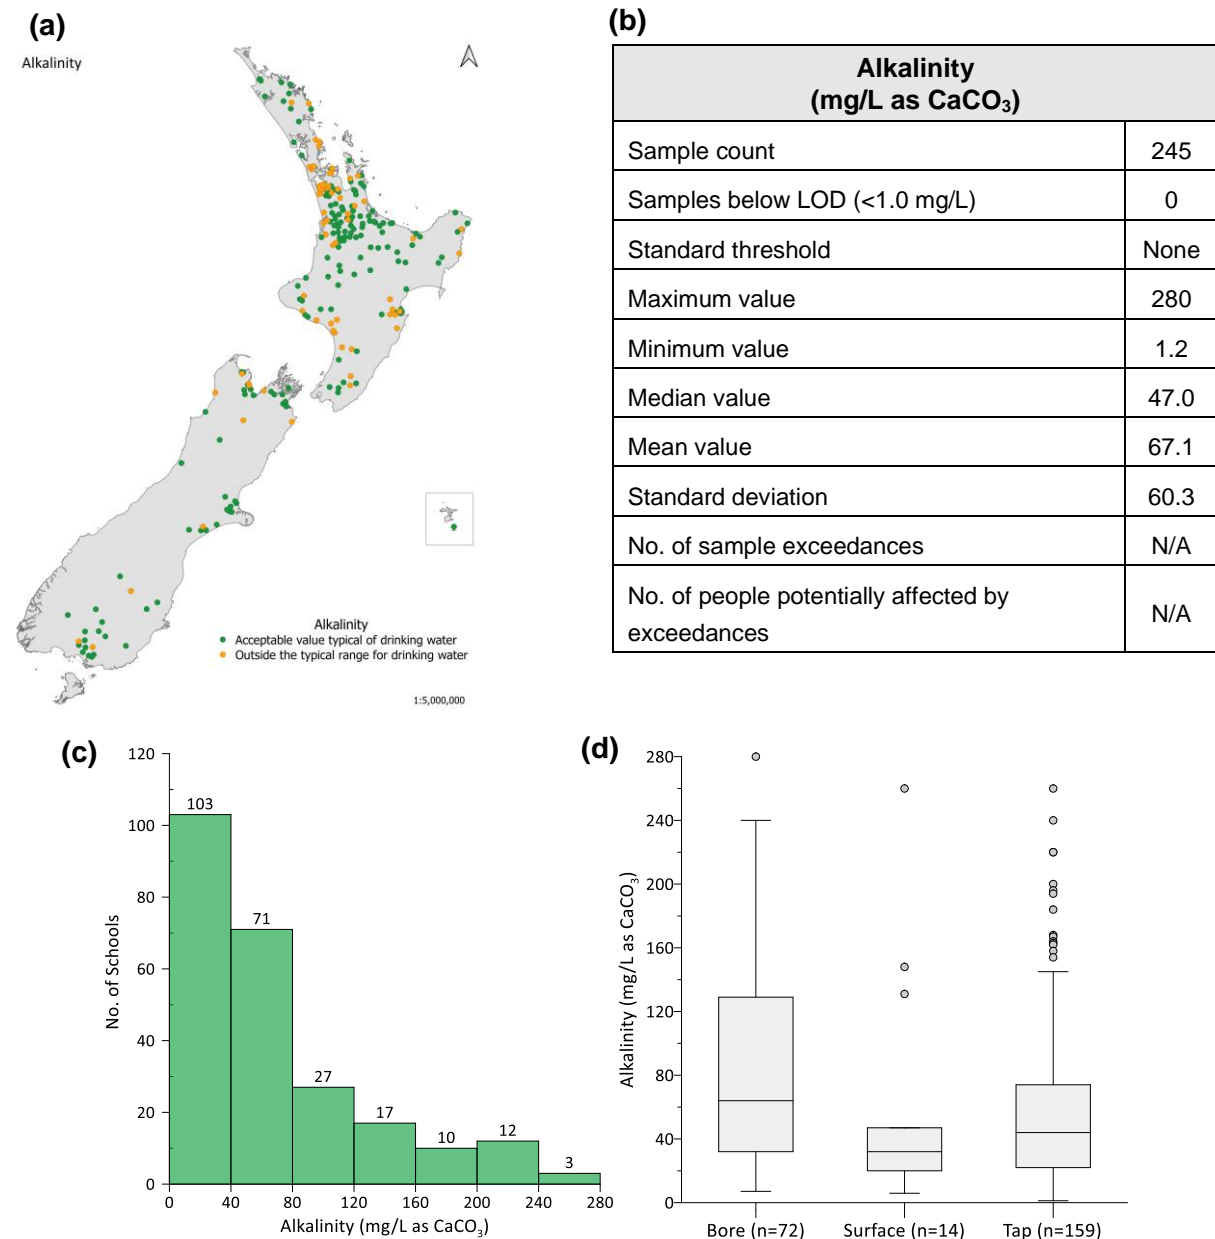 (a)
Alkalinity
Alkalinity
Acceptable value typical of drinking water
Outside the typical range for drinking water
1:5,000,000
(b)
Alkalinity
(mg/L as CaCO₃)
Sample count 245
Samples below LOD (<1.0 mg/L) 0
Standard threshold None
Maximum value 280
Minimum value 1.2
Median value 47.0
Mean value 67.1
Standard deviation 60.3
No. of sample exceedances N/A
No. of people potentially affected by
exceedances N/A
(c)
No. of Schools
120
100
80
60
40
20
0
103
71
27
17
10
12
3
0 40 80 120 160 200 240 280
Alkalinity (mg/L as CaCO₃)
(d)
Alkalinity (mg/L as CaCO₃)
280
240
200
160
120
80
40
0
Bore (n=72) Surface (n=14) Tap (n=159)